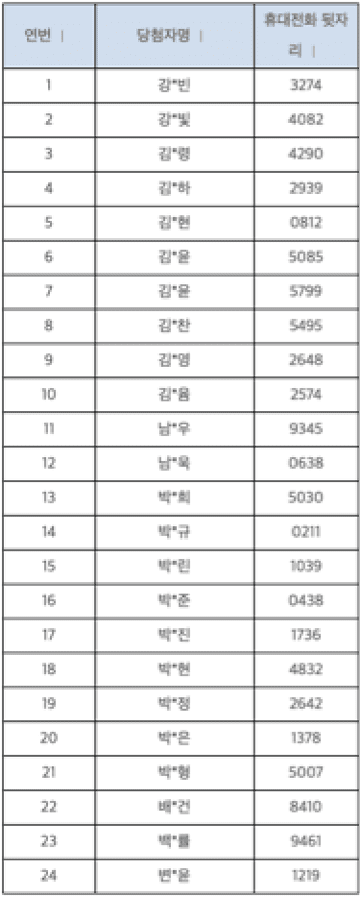 연번 | 당첨자명 | 휴대전화 뒷자
리 |
1 강*빈 3274
2 강*빛 4082
3 김*령 4290
4 김*하 2939
5 김*현 0812
6 김*윤 5085
7 김*윤 5799
8 김*찬 5495
9 김*영 2648
10 김*움 2574
11 남*우 9345
12 남*욱 0638
13 박*희 5030
14 박*규 0211
15 박*린 1039
16 박*준 0438
17 박*진 1736
18 박*현 4832
19 박*정 2642
20 박*은 1378
21 박*형 5007
22 배*건 8410
23 백*률 9461
24 변*윤 1219